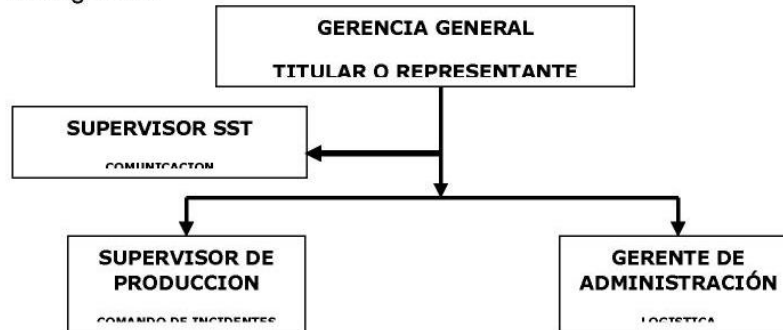 GERENCIA GENERAL
TITULAR O REPRESENTANTE
SUPERVISOR SST
COMUNICACION
SUPERVISOR DE
PRODUCCION
COMANDO DE INCIDENTES
GERENTE DE
ADMINISTRACIÓN
LOGISTICA